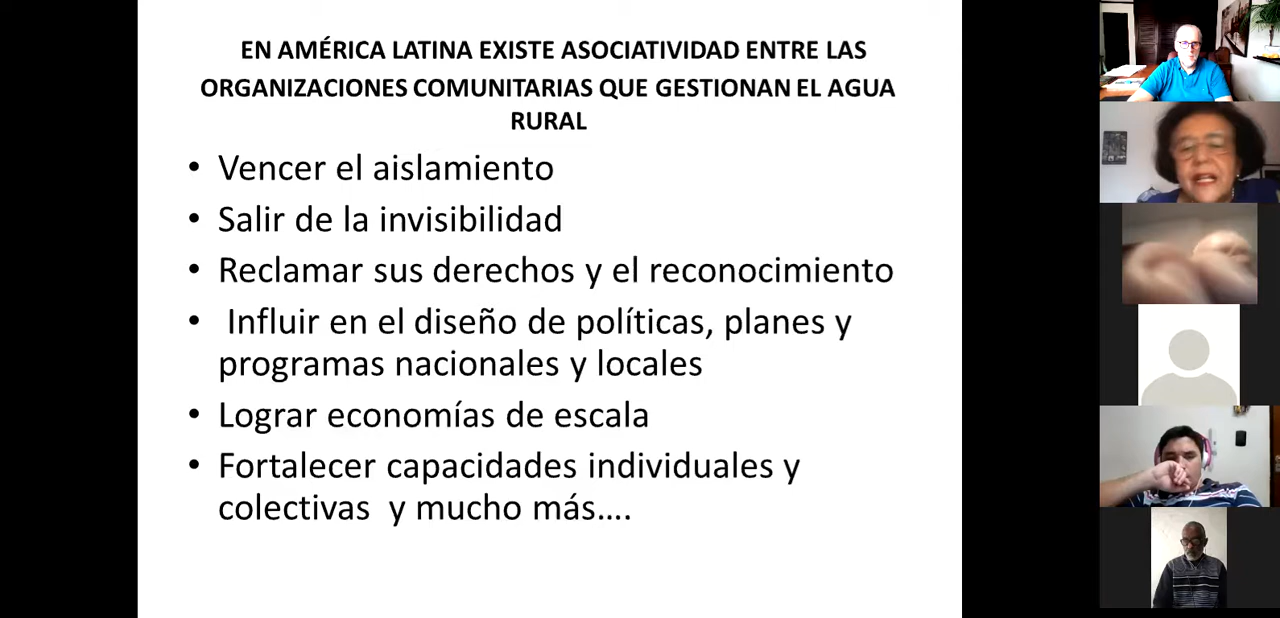 EN AMÉRICA LATINA EXISTE ASOCIATIVIDAD ENTRE LAS
ORGANIZACIONES COMUNITARIAS QUE GESTIONAN EL AGUA
RURAL
• Vencer el aislamiento
• Salir de la invisibilidad
• Reclamar sus derechos y el reconocimiento
• Influir en el diseño de políticas, planes y
programas nacionales y locales
• Lograr economías de escala
• Fortalecer capacidades individuales y
colectivas y mucho más....